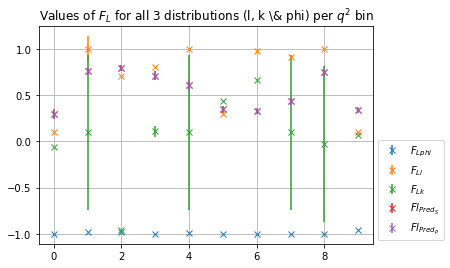 Values of $F_L$ for all 3 distributions (l, k \& phi) per $q^2$ bin
1.0
0.5
0.0
−0.5
−1.0
0 2 4 6 8
$F_{Lphi}$
$F_{Ll}$
$F_{Lk}$
$Fl_{Pred_S}$
$Fl_{Pred_P}$